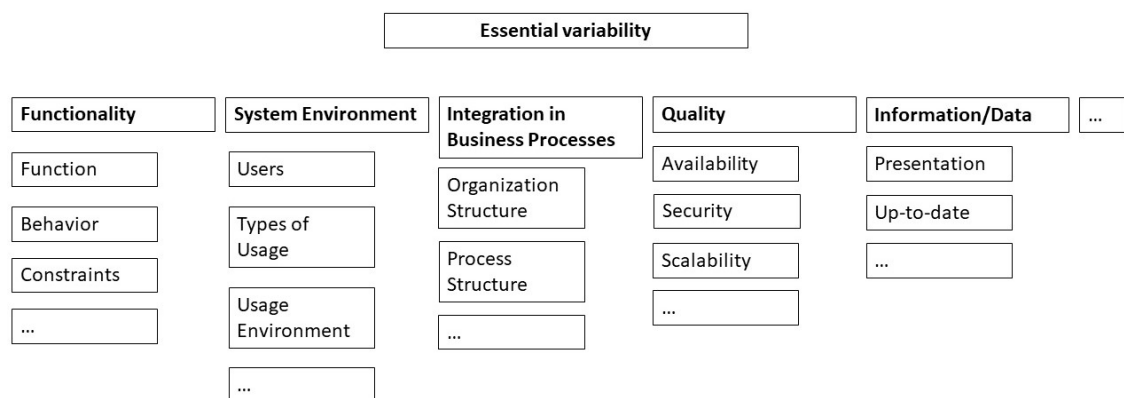 Essential variability
Functionality
Function
Behavior
Constraints
...
System Environment
Users
Types of
Usage
Usage
Environment
...
Integration in
Business Processes
Organization
Structure
Process
Structure
...
Quality
Availability
Security
Scalability
...
Information/Data
Presentation
Up-to-date
...
...